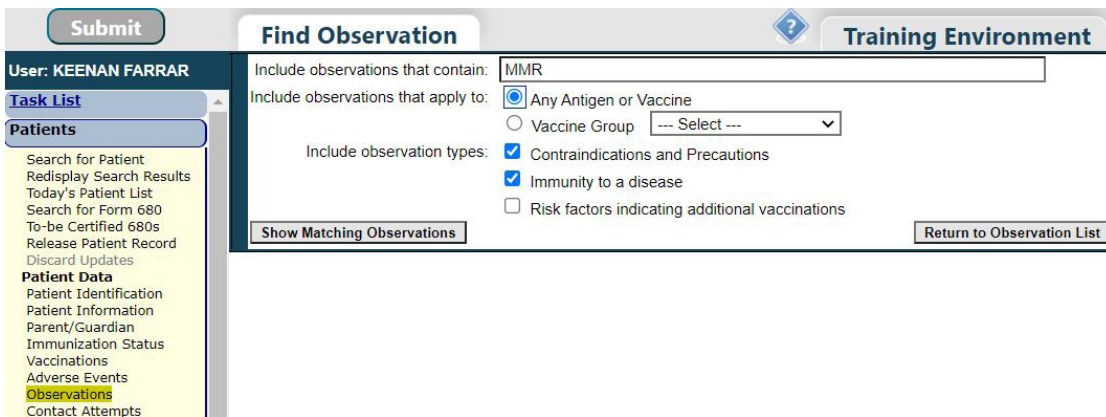 Submit
Find Observation
?
Training Environment
User: KEENAN FARRAR
Task List
Patients
Search for Patient
Redisplay Search Results
Today's Patient List
Search for Form 680
To-be Certified 680s
Release Patient Record
Discard Updates
Patient Data
Patient Identification
Patient Information
Parent/Guardian
Immunization Status
Vaccinations
Adverse Events
Observations
Contact Attempts
Include observations that contain: MMR
Include observations that apply to: Any Antigen or Vaccine
Vaccine Group --- Select ---
Include observation types: Contraindications and Precautions
Immunity to a disease
Risk factors indicating additional vaccinations
Show Matching Observations Return to Observation List